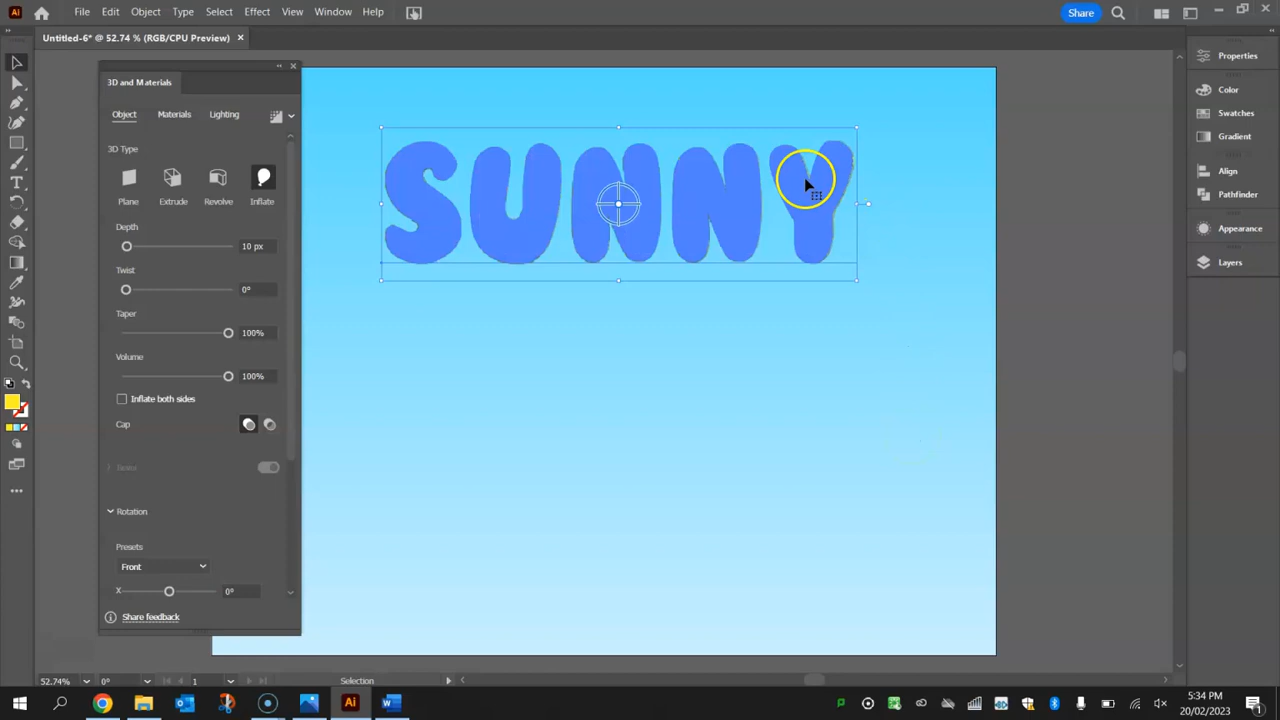 Ai File Edit Object Type Select Effect View Window Help Share
Untitled-6* @ 52.74 % (RGB/CPU Preview) ×
3D and Materials
Object Materials Lighting
3D Type
Plane Extrude Revolve Inflate
Depth
10 px
Twist
0°
Taper
100%
Volume
100%
Inflate both sides
Cap
Rotation
Presets
Front
X 0°
Share feedback
SUNNY
Properties
Color
Swatches
Gradient
Align
Pathfinder
Appearance
Layers
52.74% 0° 1 Selection
Ai W 5:34 PM
20/02/2023 1